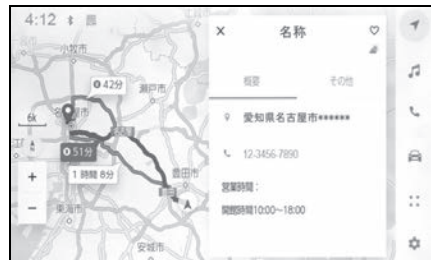 4:12
小牧市
42分
瀬戸市
6k
51分
1 時間 8分
豊田市
東海市
安城市
+
−
名称
概要
その他
愛知県名古屋市******
12-3456-7890
営業時間：
開館時間10:00～18:00